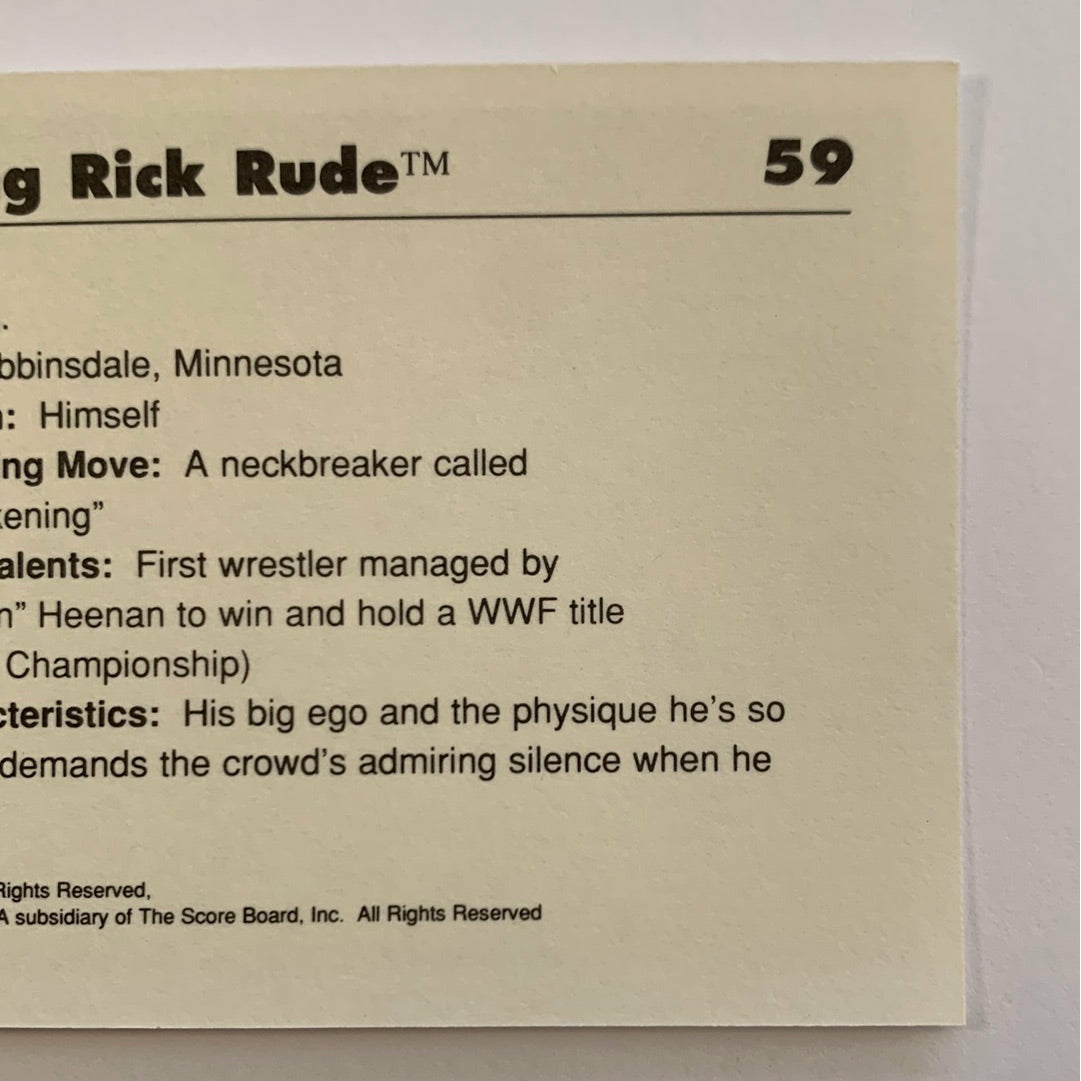 g Rick Rude™ 59
.
bbinsdale, Minnesota
n: Himself
ng Move: A neckbreaker called
kening”
alents: First wrestler managed by
n” Heenan to win and hold a WWF title
Championship)
cteristics: His big ego and the physique he’s so
demands the crowd’s admiring silence when he
Rights Reserved,
A subsidiary of The Score Board, Inc. All Rights Reserved